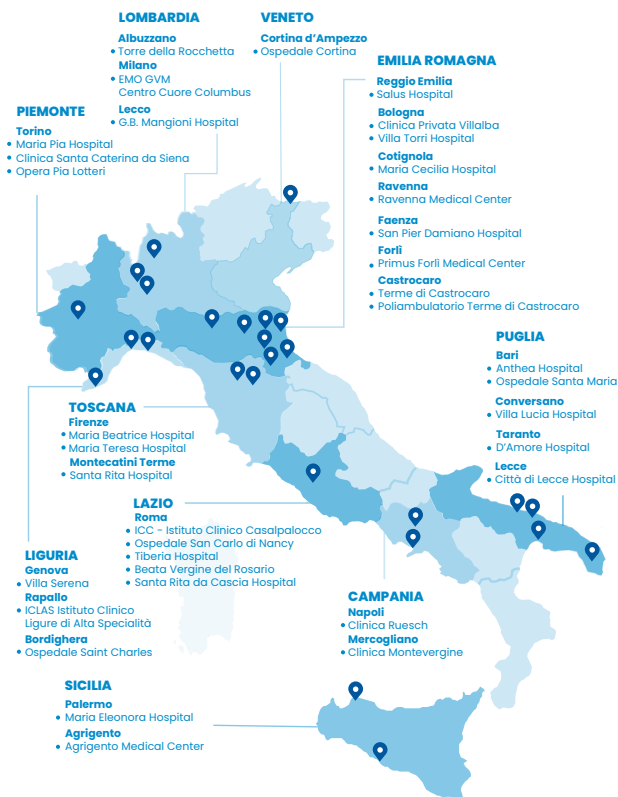 LOMBARDIA
Albuzzano
• Torre della Rocchetta
Milano
• EMO GVM
Centro Cuore Columbus
Lecco
• G.B. Mangioni Hospital
VENETO
Cortina d'Ampezzo
• Ospedale Cortina
EMILIA ROMAGNA
Reggio Emilia
• Salus Hospital
Bologna
• Clinica Privata Villalba
• Villa Torri Hospital
Cotignola
• Maria Cecilia Hospital
Ravenna
• Ravenna Medical Center
Faenza
• San Pier Damiano Hospital
Forlì
• Primus Forlì Medical Center
Castrocaro
• Terme di Castrocaro
• Poliambulatorio Terme di Castrocaro
PIEMONTE
Torino
• Maria Pia Hospital
• Clinica Santa Caterina da Siena
• Opera Pia Lotteri
PUGLIA
Bari
• Anthea Hospital
• Ospedale Santa Maria
Conversano
• Villa Lucia Hospital
Taranto
• D'Amore Hospital
Lecce
• Città di Lecce Hospital
TOSCANA
Firenze
• Maria Beatrice Hospital
• Maria Teresa Hospital
Montecatini Terme
• Santa Rita Hospital
LAZIO
Roma
• ICC - Istituto Clinico Casalpalocco
• Ospedale San Carlo di Nancy
• Tiberia Hospital
• Beata Vergine del Rosario
• Santa Rita da Cascia Hospital
LIGURIA
Genova
• Villa Serena
Rapallo
• ICLAS Istituto Clinico
Ligure di Alta Specialità
Bordighera
• Ospedale Saint Charles
CAMPANIA
Napoli
• Clinica Ruesch
Mercogliano
• Clinica Montevergine
SICILIA
Palermo
• Maria Eleonora Hospital
Agrigento
• Agrigento Medical Center